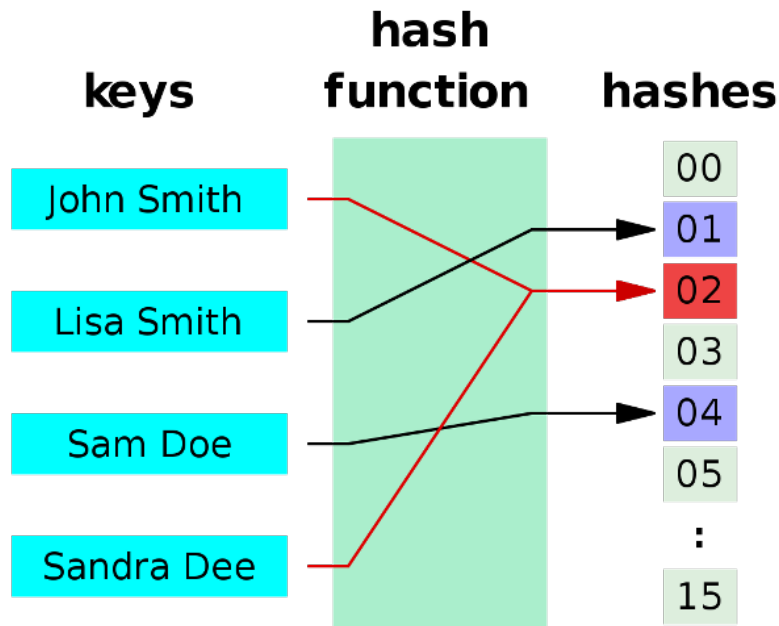 hash
keys function hashes
John Smith
Lisa Smith
Sam Doe
Sandra Dee
00
01
02
03
04
05
:
15